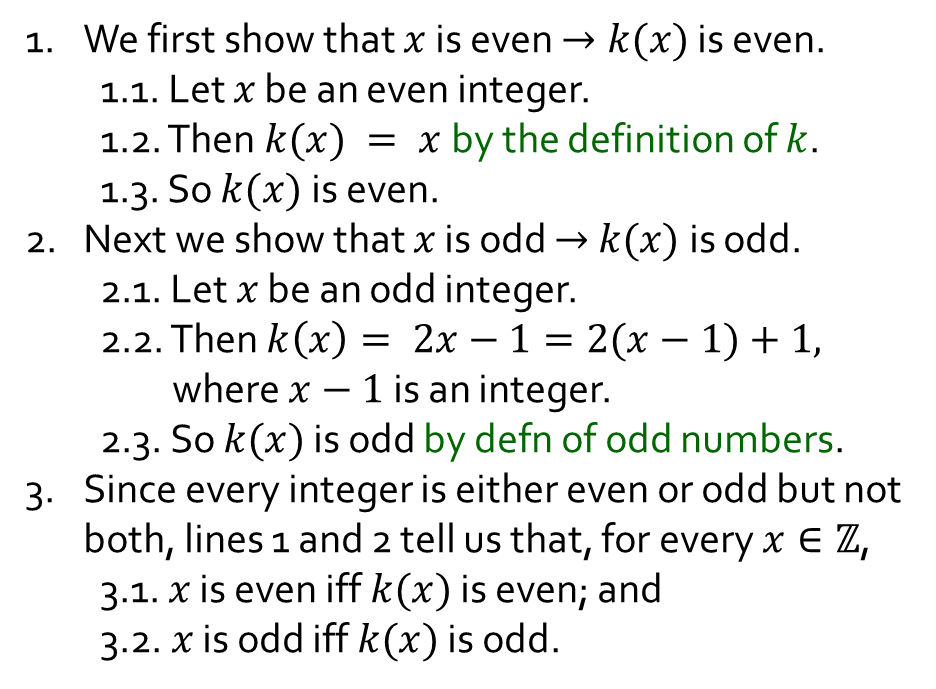 1. We first show that x is even → k(x) is even.
1.1. Let x be an even integer.
1.2. Then k(x) = x by the definition of k.
1.3. So k(x) is even.
2. Next we show that x is odd → k(x) is odd.
2.1. Let x be an odd integer.
2.2. Then k(x) = 2x − 1 = 2(x − 1) + 1,
where x − 1 is an integer.
2.3. So k(x) is odd by defn of odd numbers.
3. Since every integer is either even or odd but not
both, lines 1 and 2 tell us that, for every x ∈ ℤ,
3.1. x is even iff k(x) is even; and
3.2. x is odd iff k(x) is odd.